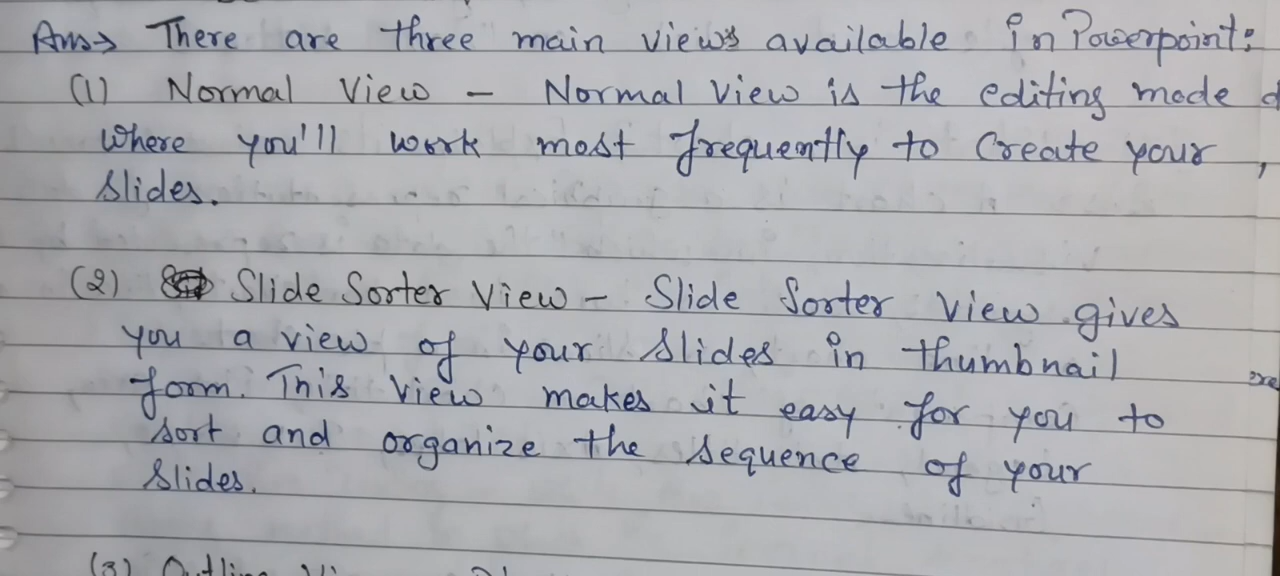 Ans→ There are three main views available in Powerpoint:
(1) Normal View - Normal View is the editing mode
where you'll work most frequently to create your
slides.
(2) Slide Sorter View - Slide Sorter View gives
you a view of your slides in thumbnail
form. This view makes it easy for you to
sort and organize the sequence of your
slides.
(3) Outline